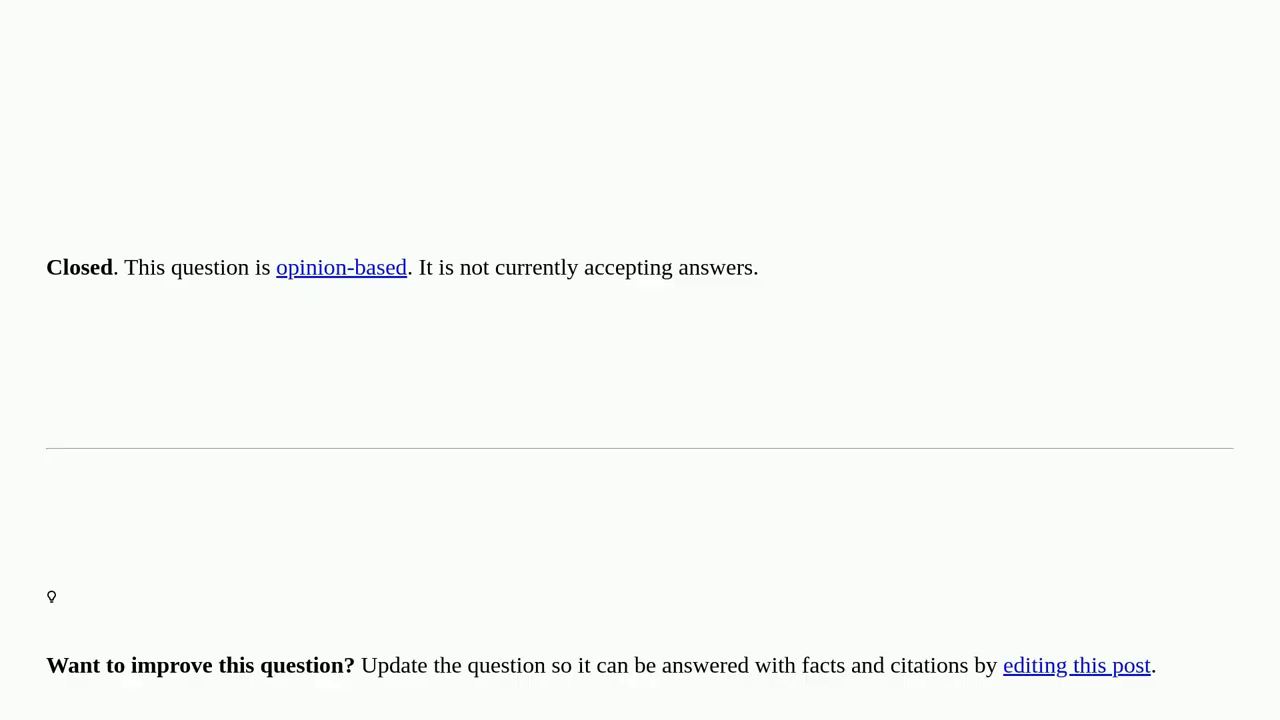 Closed. This question is opinion-based. It is not currently accepting answers.
Want to improve this question? Update the question so it can be answered with facts and citations by editing this post.